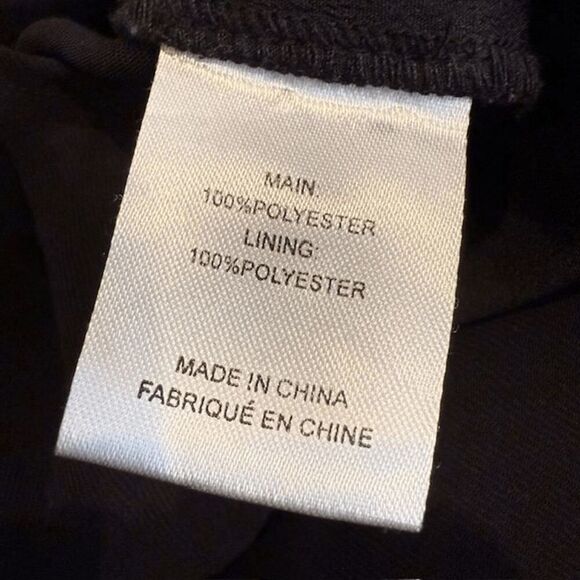 MAIN:
100%POLYESTER
LINING:
100%POLYESTER
MADE IN CHINA
FABRIQUÉ EN CHINE